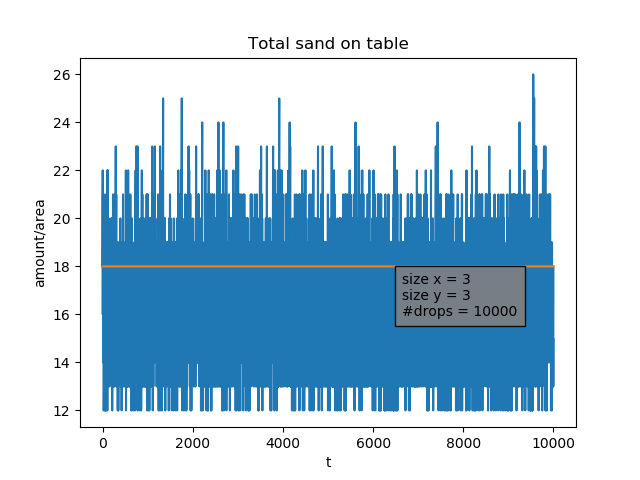 Total sand on table
amount/area
26
24
22
20
18
16
14
12
size x = 3
size y = 3
#drops = 10000
0 2000 4000 6000 8000 10000
t